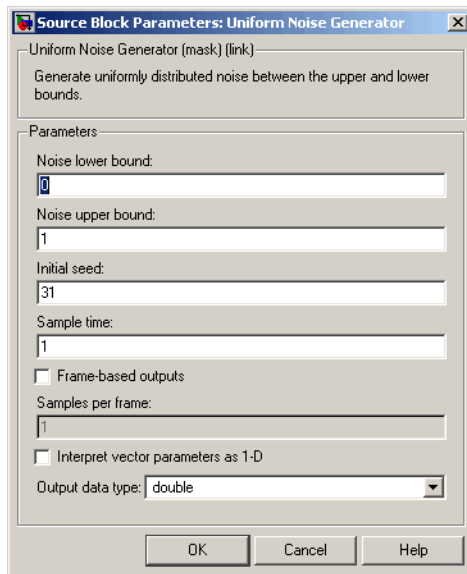 Source Block Parameters: Uniform Noise Generator
Uniform Noise Generator (mask) (link)
Generate uniformly distributed noise between the upper and lower
bounds.
Parameters
Noise lower bound:
0
Noise upper bound:
1
Initial seed:
31
Sample time:
1
Frame-based outputs
Samples per frame:
1
Interpret vector parameters as 1-D
Output data type: double
OK Cancel Help